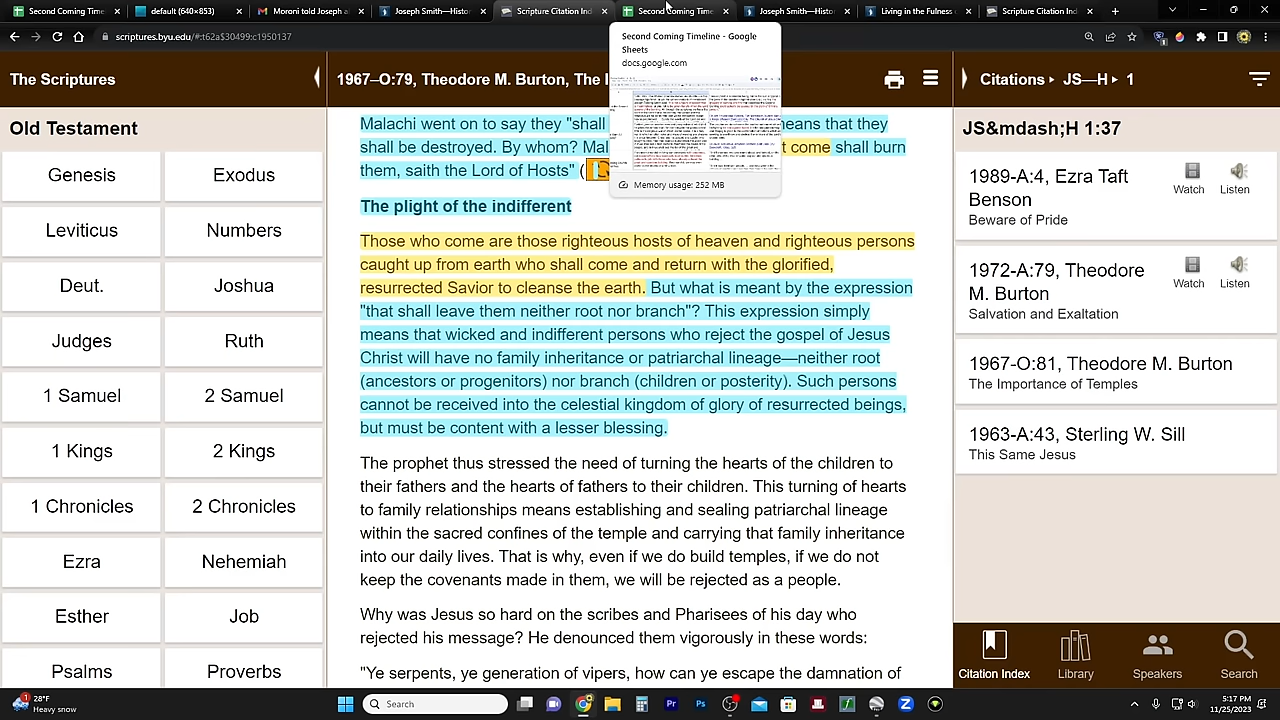 Second Coming Time
default (640×853)
Moroni told Joseph a
Joseph Smith—Histor
Scripture Citation Ind
Second Coming Time
Joseph Smith—Histo
Living in the Fulness o
Scripture Citation
scriptures.byu.edu/#:t62a$30499:c1950137
Second Coming Timeline - Google
Sheets
docs.google.com
Memory usage: 252 MB
The Scriptures
1967–O:79, Theodore M. Burton, The I
Citations
JS—H
Old Testament
Genesis
Exodus
Leviticus
Numbers
Deut.
Joshua
Judges
Ruth
1 Samuel
2 Samuel
1 Kings
2 Kings
1 Chronicles
2 Chronicles
Ezra
Nehemiah
Esther
Job
Psalms
Proverbs
Malachi went on to say they "shall means that they
shall be destroyed. By whom? Mal t come shall burn
them, saith the Lord of Hosts" (
The plight of the indifferent
Those who come are those righteous hosts of heaven and righteous persons
caught up from earth who shall come and return with the glorified,
resurrected Savior to cleanse the earth. But what is meant by the expression
"that shall leave them neither root nor branch"? This expression simply
means that wicked and indifferent persons who reject the gospel of Jesus
Christ will have no family inheritance or patriarchal lineage—neither root
(ancestors or progenitors) nor branch (children or posterity). Such persons
cannot be received into the celestial kingdom of glory of resurrected beings,
but must be content with a lesser blessing.
The prophet thus stressed the need of turning the hearts of the children to
their fathers and the hearts of fathers to their children. This turning of hearts
to family relationships means establishing and sealing patriarchal lineage
within the sacred confines of the temple and carrying that family inheritance
into our daily lives. That is why, even if we do build temples, if we do not
keep the covenants made in them, we will be rejected as a people.
Why was Jesus so hard on the scribes and Pharisees of his day who
rejected his message? He denounced them vigorously in these words:
"Ye serpents, ye generation of vipers, how can ye escape the damnation of
JS&mdash;H 1:37
1989-A:4, Ezra Taft
Benson
Beware of Pride
Watch
Listen
1972-A:79, Theodore
M. Burton
Salvation and Exaltation
Watch
Listen
1967-O:81, Theodore M. Burton
The Importance of Temples
1963-A:43, Sterling W. Sill
This Same Jesus
Citation Index
Library
Speakers
Search
28°F
Heavy snow
Search
5:17 PM
11/25/2023